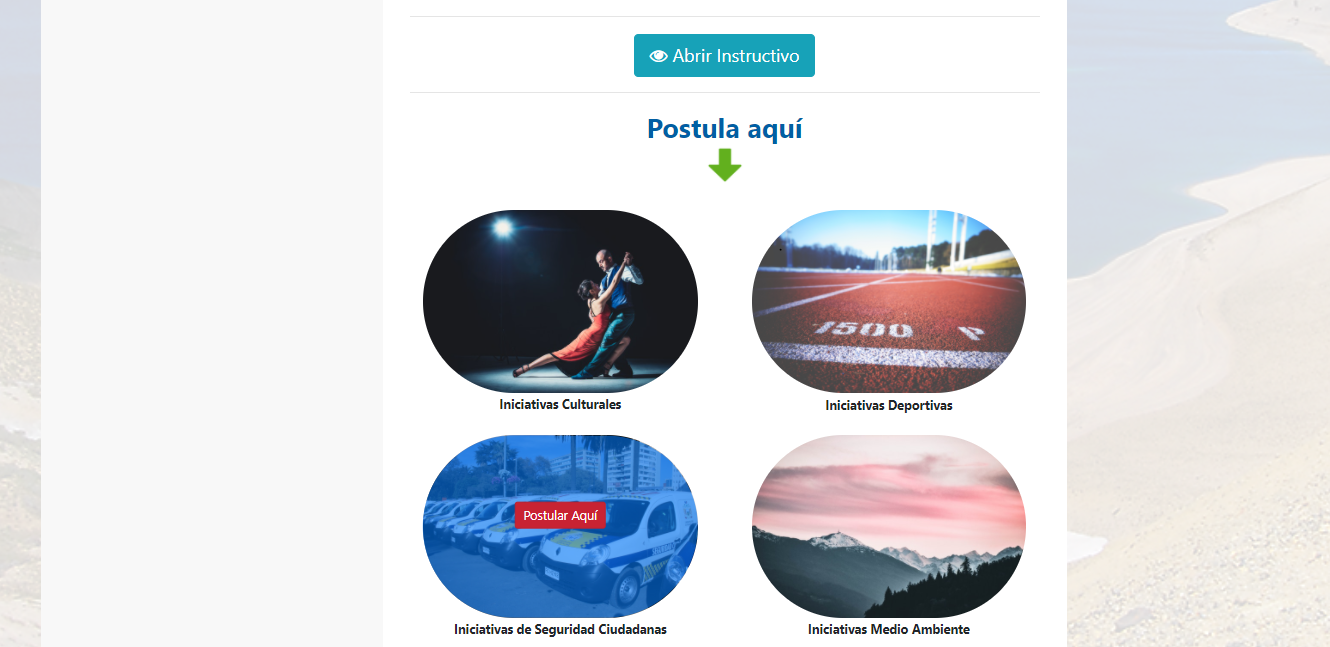 Abrir Instructivo
Postula aquí
1500 P
Iniciativas Culturales
Iniciativas Deportivas
Postular Aquí
Iniciativas de Seguridad Ciudadanas
Iniciativas Medio Ambiente